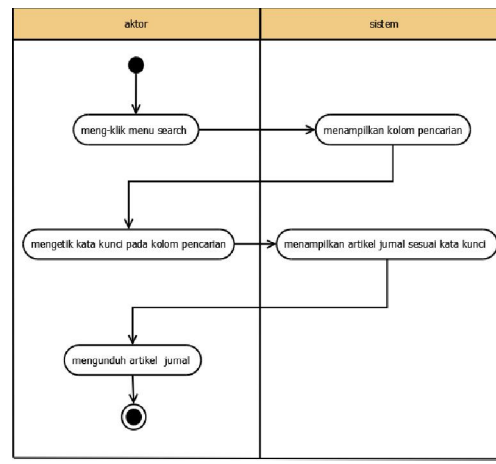 aktor
sistem
meng-klik menu search
menampilkan kolom pencarian
mengetik kata kunci pada kolom pencarian
menampilkan artikel jurnal sesuai kata kunci
mengunduh artikel jurnal